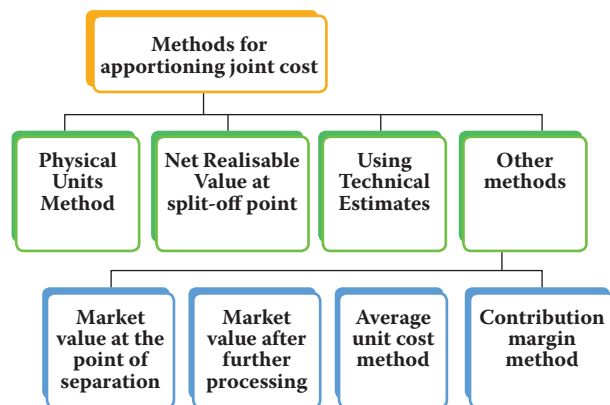 Methods for
apportioning joint cost
Physical
Units
Method
Net Realisable
Value at
split-off point
Using
Technical
Estimates
Other
methods
Market
value at the
point of
separation
Market
value after
further
processing
Average
unit cost
method
Contribution
margin
method